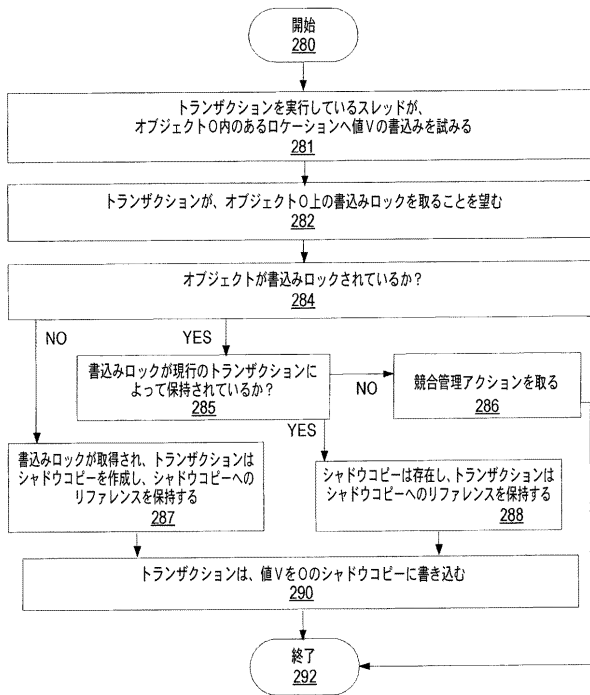 開始
280
トランザクションを実行しているスレッドが、
オブジェクトO内のあるロケーションへ値Vの書込みを試みる
281
トランザクションが、オブジェクトO上の書込みロックを取ることを望む
282
オブジェクトが書込みロックされているか?
284
NO
YES
書込みロックが現行のトランザクションに
よって保持されているか?
285
NO
競合管理アクションを取る
286
YES
書込みロックが取得され、トランザクションは
シャドウコピーを作成し、シャドウコピーへの
リファレンスを保持する
287
シャドウコピーは存在し、トランザクションは
シャドウコピーへのリファレンスを保持する
288
トランザクションは、値VをOのシャドウコピーに書き込む
290
終了
292